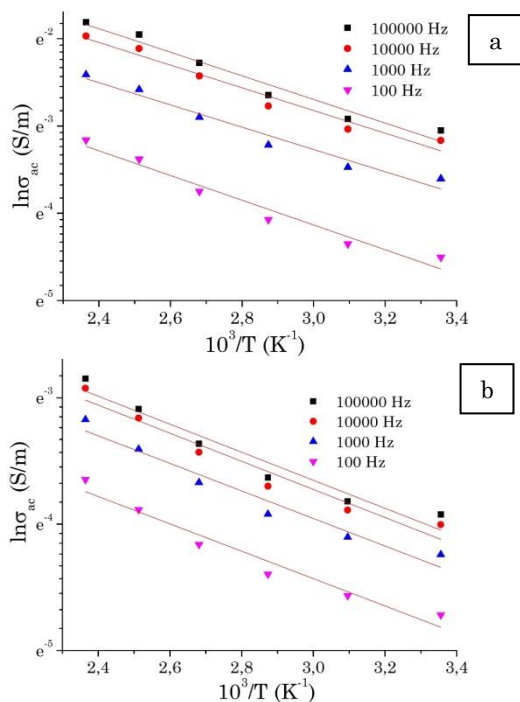 a
100000 Hz
10000 Hz
1000 Hz
100 Hz
e⁻²
e⁻³
e⁻⁴
e⁻⁵
lnσac (S/m)
2,4 2,6 2,8 3,0 3,2 3,4
10³/T (K⁻¹)
b
100000 Hz
10000 Hz
1000 Hz
100 Hz
e⁻³
e⁻⁴
e⁻⁵
lnσac (S/m)
2,4 2,6 2,8 3,0 3,2 3,4
10³/T (K⁻¹)